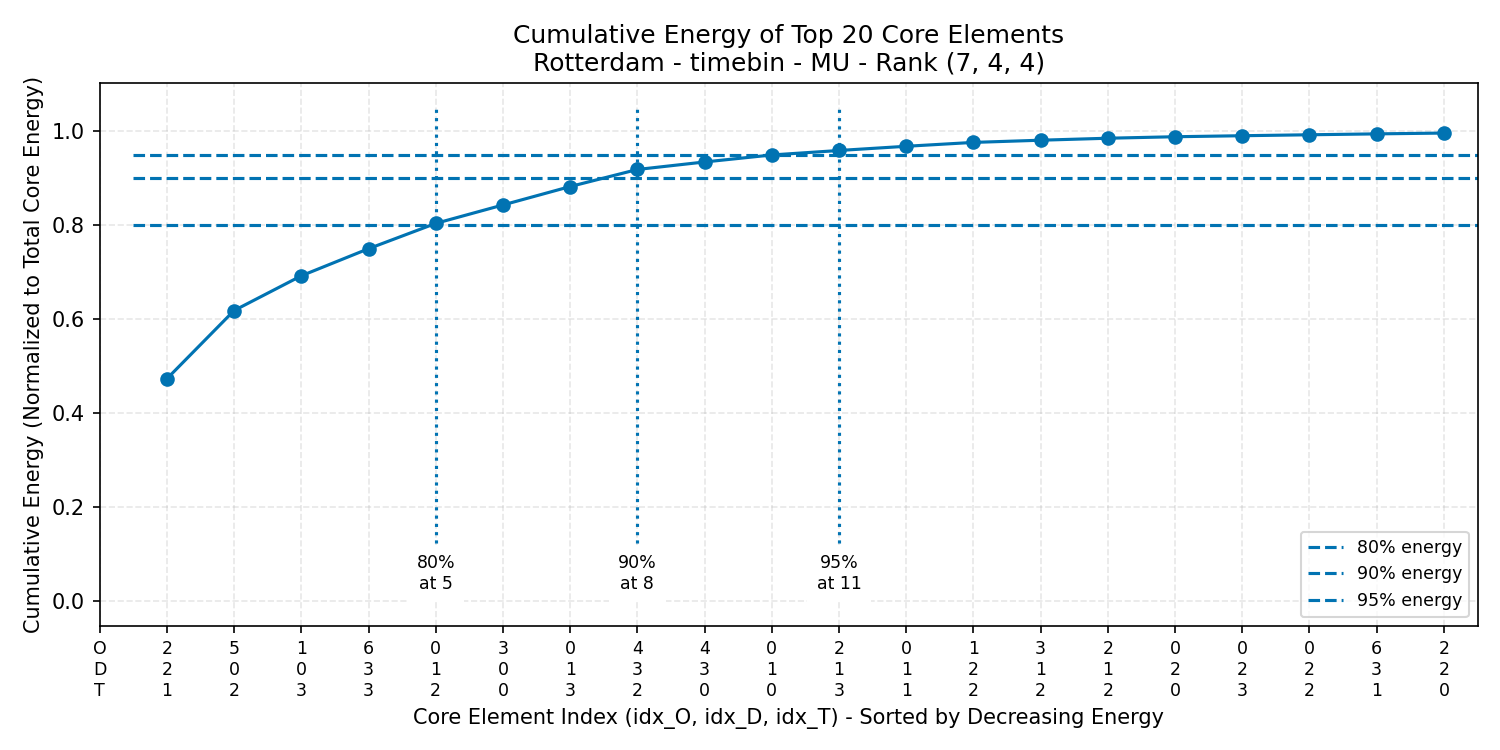 Cumulative Energy of Top 20 Core Elements
Rotterdam - timebin - MU - Rank (7, 4, 4)
Cumulative Energy (Normalized to Total Core Energy)
1.0
0.8
0.6
0.4
0.2
0.0
80%
at 5
90%
at 8
95%
at 11
80% energy
90% energy
95% energy
O 2 5 1 6 0 3 0 4 4 0 2 0 1 3 2 0 0 0 6 2
D 2 0 0 3 1 0 1 3 3 1 1 1 2 1 1 2 2 2 3 2
T 1 2 3 3 2 0 3 2 0 0 3 1 2 2 2 0 3 2 1 0
Core Element Index (idx_O, idx_D, idx_T) - Sorted by Decreasing Energy